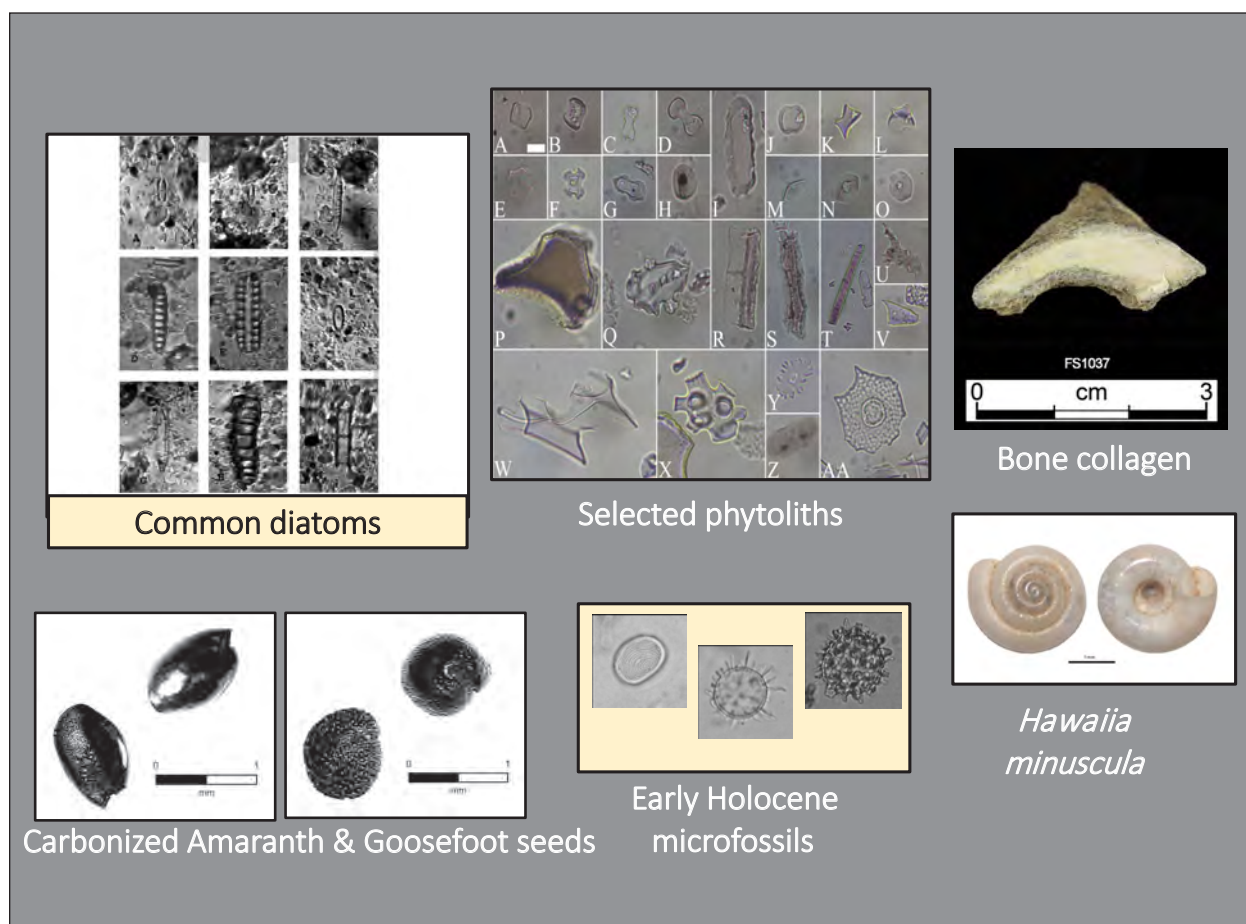 A B C D E F G H I J K L M N O P Q R S T U V W X Y Z AA
Common diatoms
Selected phytoliths
FS1037
0 cm 3
Bone collagen
0 1
mm
0 1
mm
Carbonized Amaranth & Goosefoot seeds
Early Holocene
microfossils
Hawaiia
minuscula